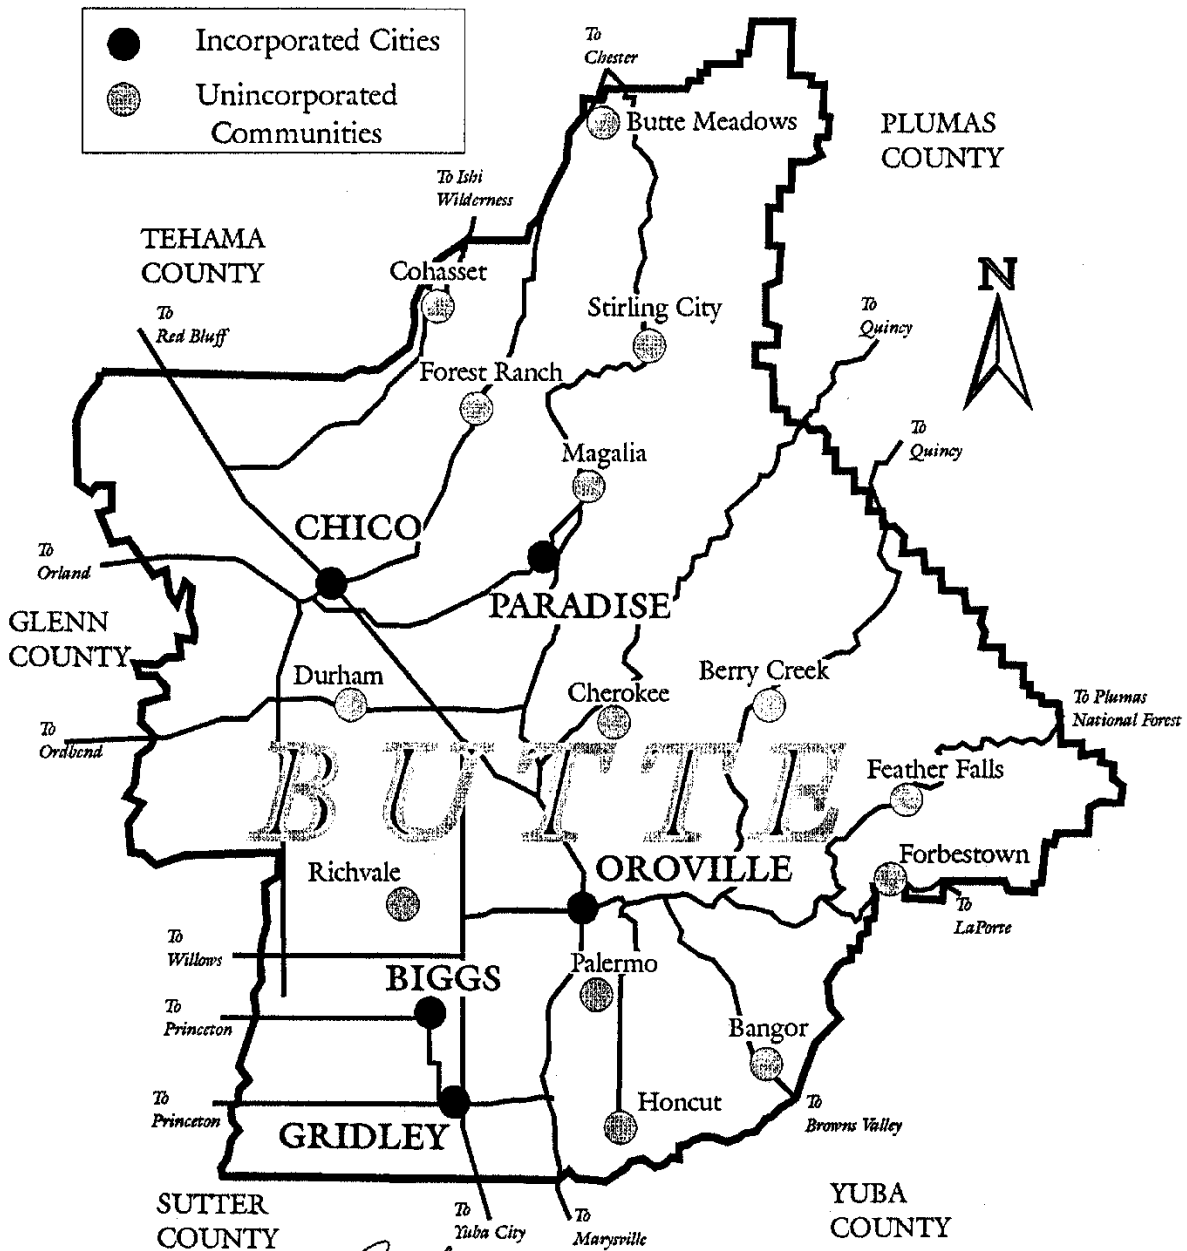 Incorporated Cities
Unincorporated
Communities
To
Chester
Butte Meadows
PLUMAS
COUNTY
To Ishi
Wilderness
TEHAMA
COUNTY
Cohasset
N
To
Red Bluff
Stirling City
To
Quincy
Forest Ranch
To
Quincy
Magalia
CHICO
To
Orland
PARADISE
GLENN
COUNTY
Durham
Berry Creek
Cherokee
To Plumas
National Forest
To
Ordbend
BUTTE
Feather Falls
Richvale
OROVILLE
Forbestown
To
LaPorte
To
Willows
Palermo
BIGGS
To
Princeton
Bangor
To
Princeton
Honcut
To
Browns Valley
GRIDLEY
SUTTER
COUNTY
To
Yuba City
To
Marysville
YUBA
COUNTY